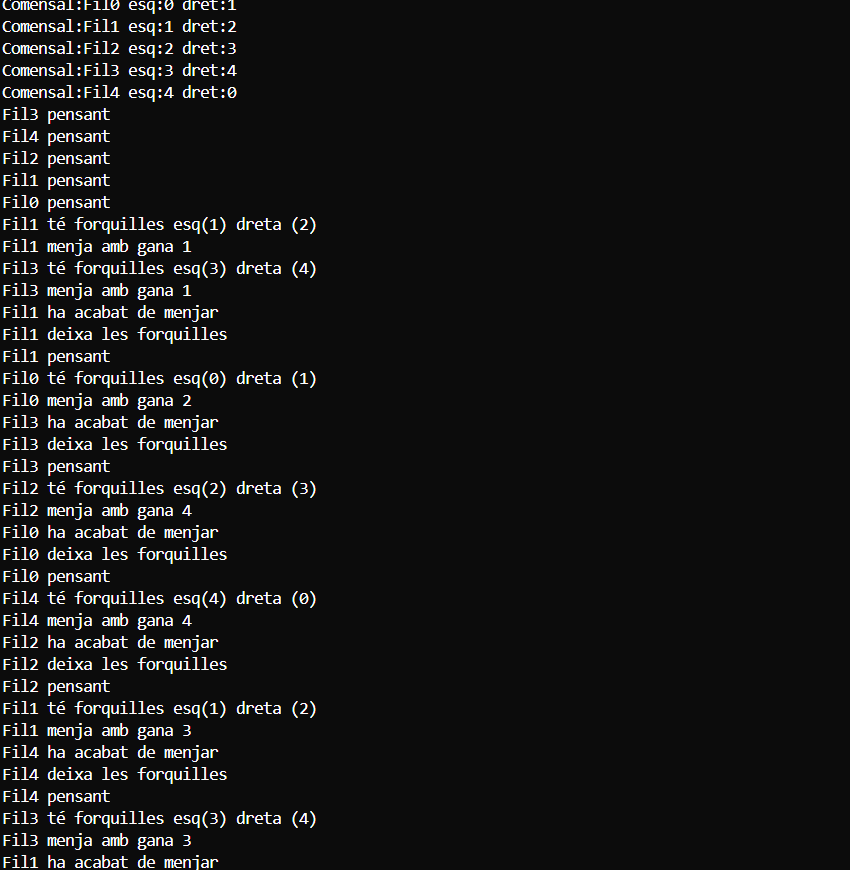 Comensal:Fil0 esq:0 dret:1
Comensal:Fil1 esq:1 dret:2
Comensal:Fil2 esq:2 dret:3
Comensal:Fil3 esq:3 dret:4
Comensal:Fil4 esq:4 dret:0
Fil3 pensant
Fil4 pensant
Fil2 pensant
Fil1 pensant
Fil0 pensant
Fil1 té forquilles esq(1) dreta (2)
Fil1 menja amb gana 1
Fil3 té forquilles esq(3) dreta (4)
Fil3 menja amb gana 1
Fil1 ha acabat de menjar
Fil1 deixa les forquilles
Fil1 pensant
Fil0 té forquilles esq(0) dreta (1)
Fil0 menja amb gana 2
Fil3 ha acabat de menjar
Fil3 deixa les forquilles
Fil3 pensant
Fil2 té forquilles esq(2) dreta (3)
Fil2 menja amb gana 4
Fil0 ha acabat de menjar
Fil0 deixa les forquilles
Fil0 pensant
Fil4 té forquilles esq(4) dreta (0)
Fil4 menja amb gana 4
Fil2 ha acabat de menjar
Fil2 deixa les forquilles
Fil2 pensant
Fil1 té forquilles esq(1) dreta (2)
Fil1 menja amb gana 3
Fil4 ha acabat de menjar
Fil4 deixa les forquilles
Fil4 pensant
Fil3 té forquilles esq(3) dreta (4)
Fil3 menja amb gana 3
Fil1 ha acabat de menjar